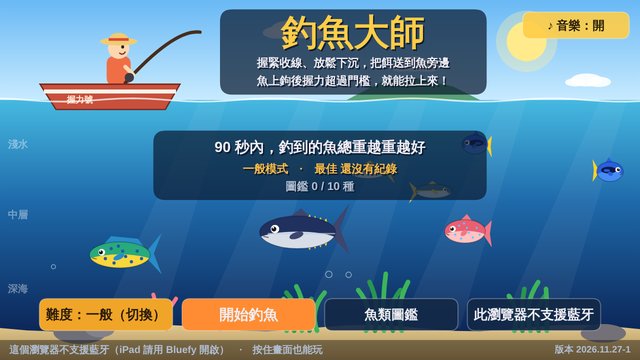 釣魚大師
♪ 音樂：開
握緊收線、放鬆下沉，把餌送到魚旁邊
魚上鉤後握力超過門檻，就能拉上來！
握力號
90 秒內，釣到的魚總重越重越好
一般模式　·　最佳 還沒有紀錄
圖鑑 0 / 10 種
淺水
中層
深海
難度：一般（切換）
開始釣魚
魚類圖鑑
此瀏覽器不支援藍牙
這個瀏覽器不支援藍牙（iPad 請用 Bluefy 開啟）　·　按住畫面也能玩
版本 2026.11.27-1